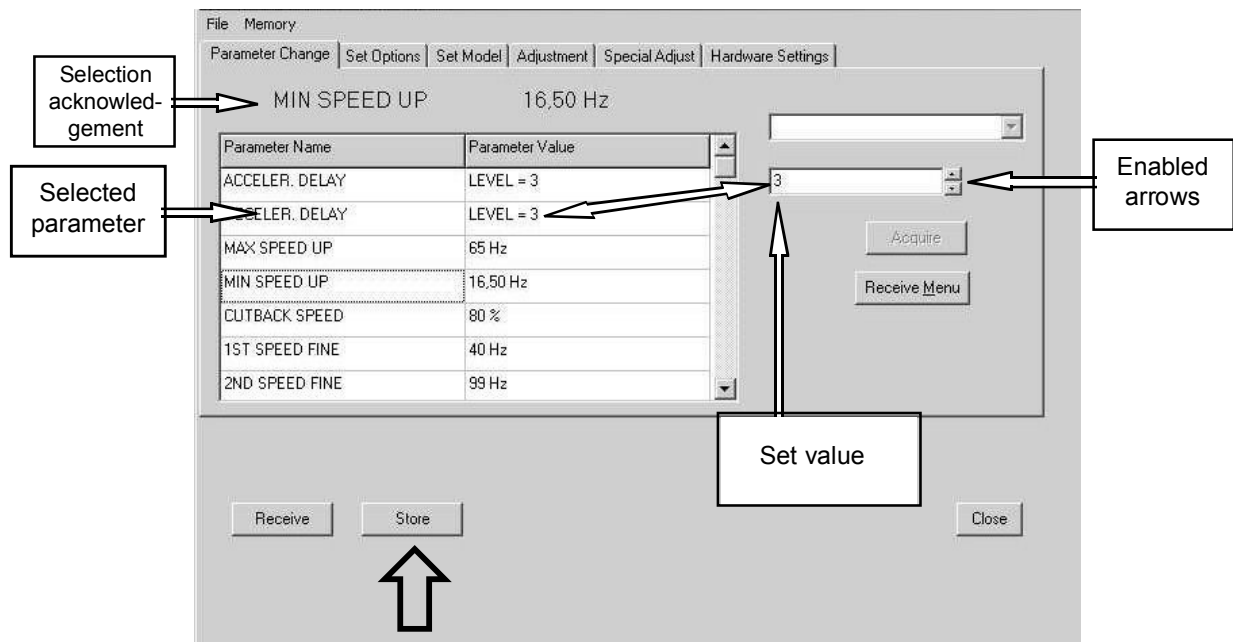 File Memory
Parameter Change Set Options Set Model Adjustment Special Adjust Hardware Settings
Selection
acknowled-
gement
MIN SPEED UP 16,50 Hz
Parameter Name Parameter Value
ACCELER. DELAY LEVEL = 3
Selected
parameter
CELER. DELAY LEVEL = 3
MAX SPEED UP 65 Hz
MIN SPEED UP 16,50 Hz
CUTBACK SPEED 80 %
1ST SPEED FINE 40 Hz
2ND SPEED FINE 99 Hz
3
Enabled
arrows
Acquire
Receive Menu
Set value
Receive Store Close